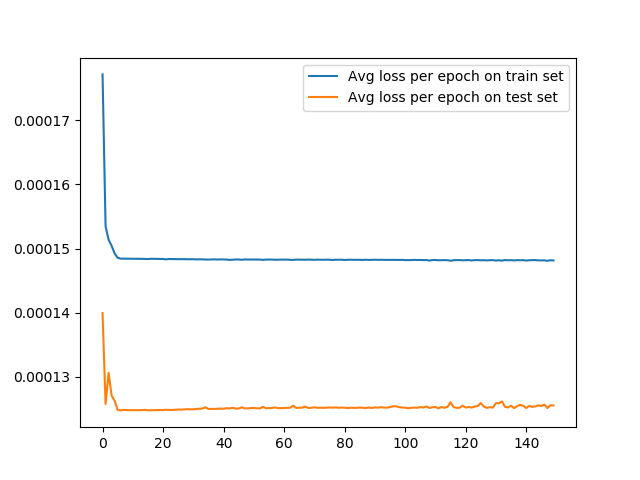 Avg loss per epoch on train set
Avg loss per epoch on test set
0.00017
0.00016
0.00015
0.00014
0.00013
0 20 40 60 80 100 120 140